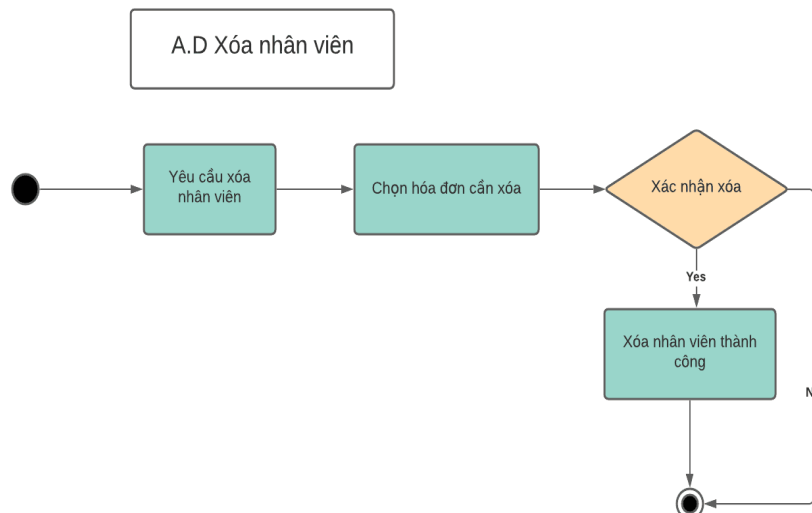 A.D Xóa nhân viên
Yêu cầu xóa
nhân viên
Chọn hóa đơn cần xóa
Xác nhận xóa
Yes
Xóa nhân viên thành
công